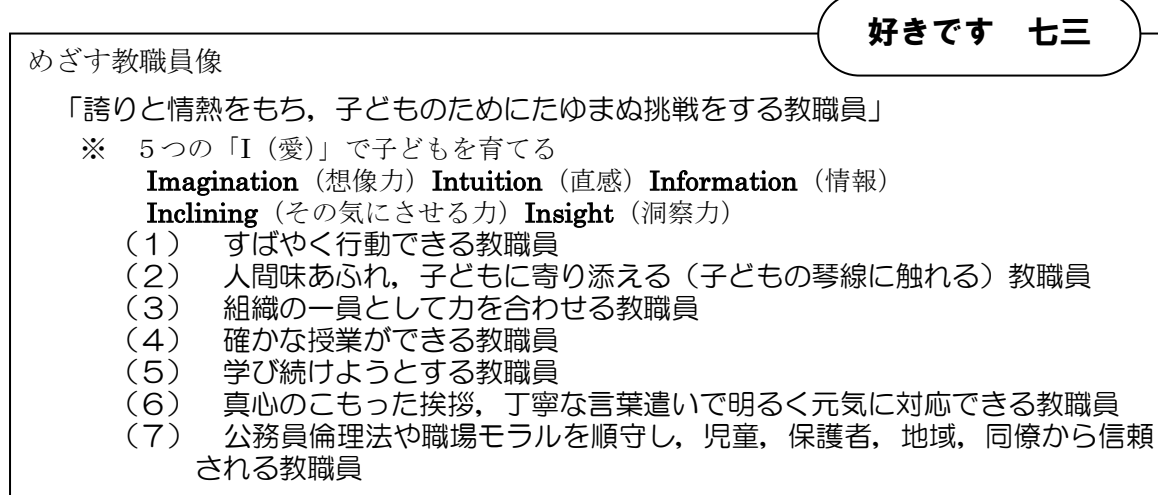 好きです　七三
めざす教職員像
「誇りと情熱をもち，子どものためにたゆまぬ挑戦をする教職員」
※　５つの「I（愛）」で子どもを育てる
Imagination（想像力）Intuition（直感）Information（情報）
Inclining（その気にさせる力）Insight（洞察力）
（１）　すばやく行動できる教職員
（２）　人間味あふれ，子どもに寄り添える（子どもの琴線に触れる）教職員
（３）　組織の一員として力を合わせる教職員
（４）　確かな授業ができる教職員
（５）　学び続けようとする教職員
（６）　真心のこもった挨拶，丁寧な言葉遣いで明るく元気に対応できる教職員
（７）　公務員倫理法や職場モラルを順守し，児童，保護者，地域，同僚から信頼
される教職員